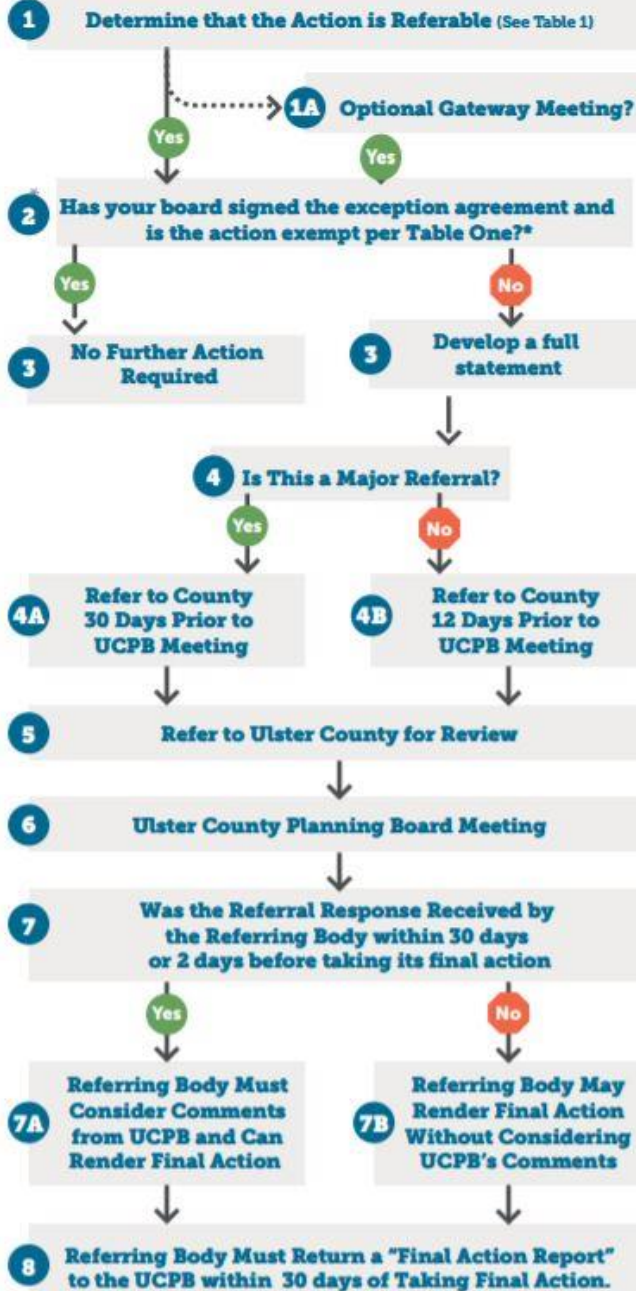 1 Determine that the Action is Referable (See Table 1)
1A Optional Gateway Meeting?
Yes
Yes
*
2 Has your board signed the exception agreement and
is the action exempt per Table One?*
Yes
No
3 No Further Action
Required
3 Develop a full
statement
4 Is This a Major Referral?
Yes
No
4A Refer to County
30 Days Prior to
UCPB Meeting
4B Refer to County
12 Days Prior to
UCPB Meeting
5 Refer to Ulster County for Review
6 Ulster County Planning Board Meeting
7 Was the Referral Response Received by
the Referring Body within 30 days
or 2 days before taking its final action
Yes
No
7A Referring Body Must
Consider Comments
from UCPB and Can
Render Final Action
7B Referring Body May
Render Final Action
Without Considering
UCPB's Comments
8 Referring Body Must Return a "Final Action Report"
to the UCPB within 30 days of Taking Final Action.